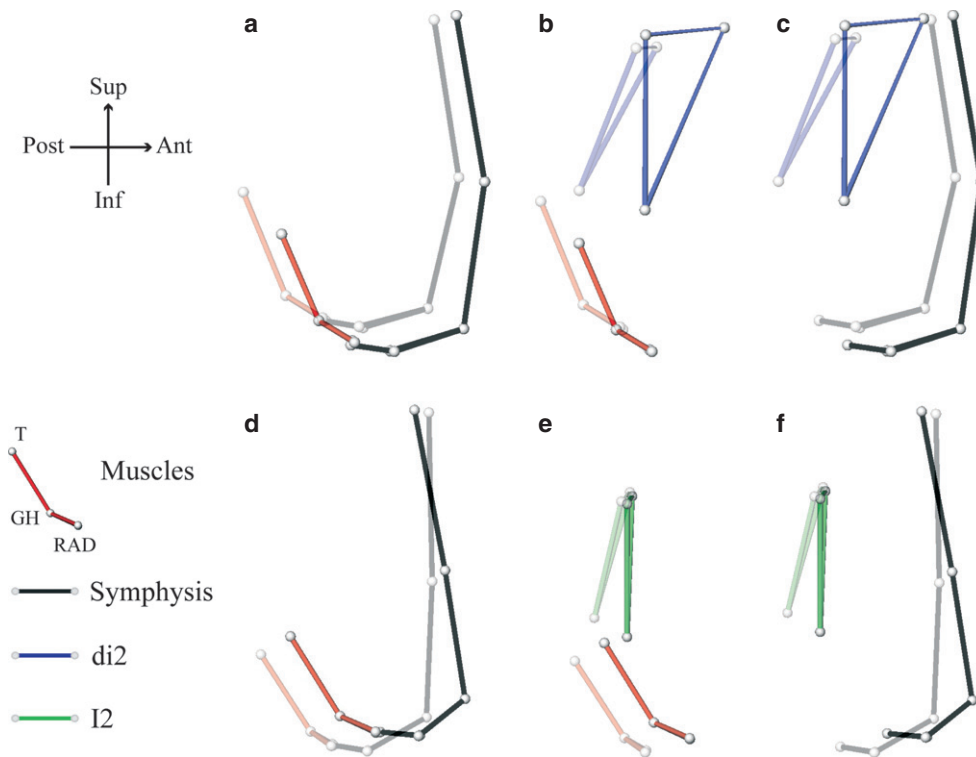 a
b
c
Sup
Post
Ant
Inf
d
e
f
T
Muscles
GH
RAD
Symphysis
di2
I2